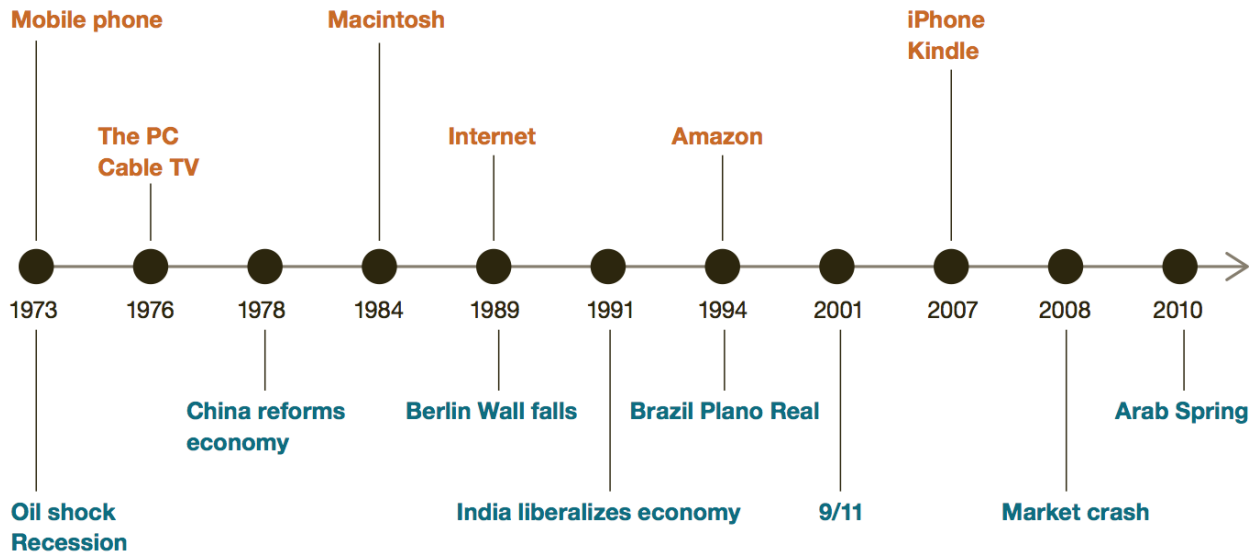 Mobile phone
Macintosh
iPhone
Kindle
The PC
Cable TV
Internet
Amazon
1973
1976
1978
1984
1989
1991
1994
2001
2007
2008
2010
China reforms
economy
Berlin Wall falls
Brazil Plano Real
Arab Spring
Oil shock
Recession
India liberalizes economy
9/11
Market crash